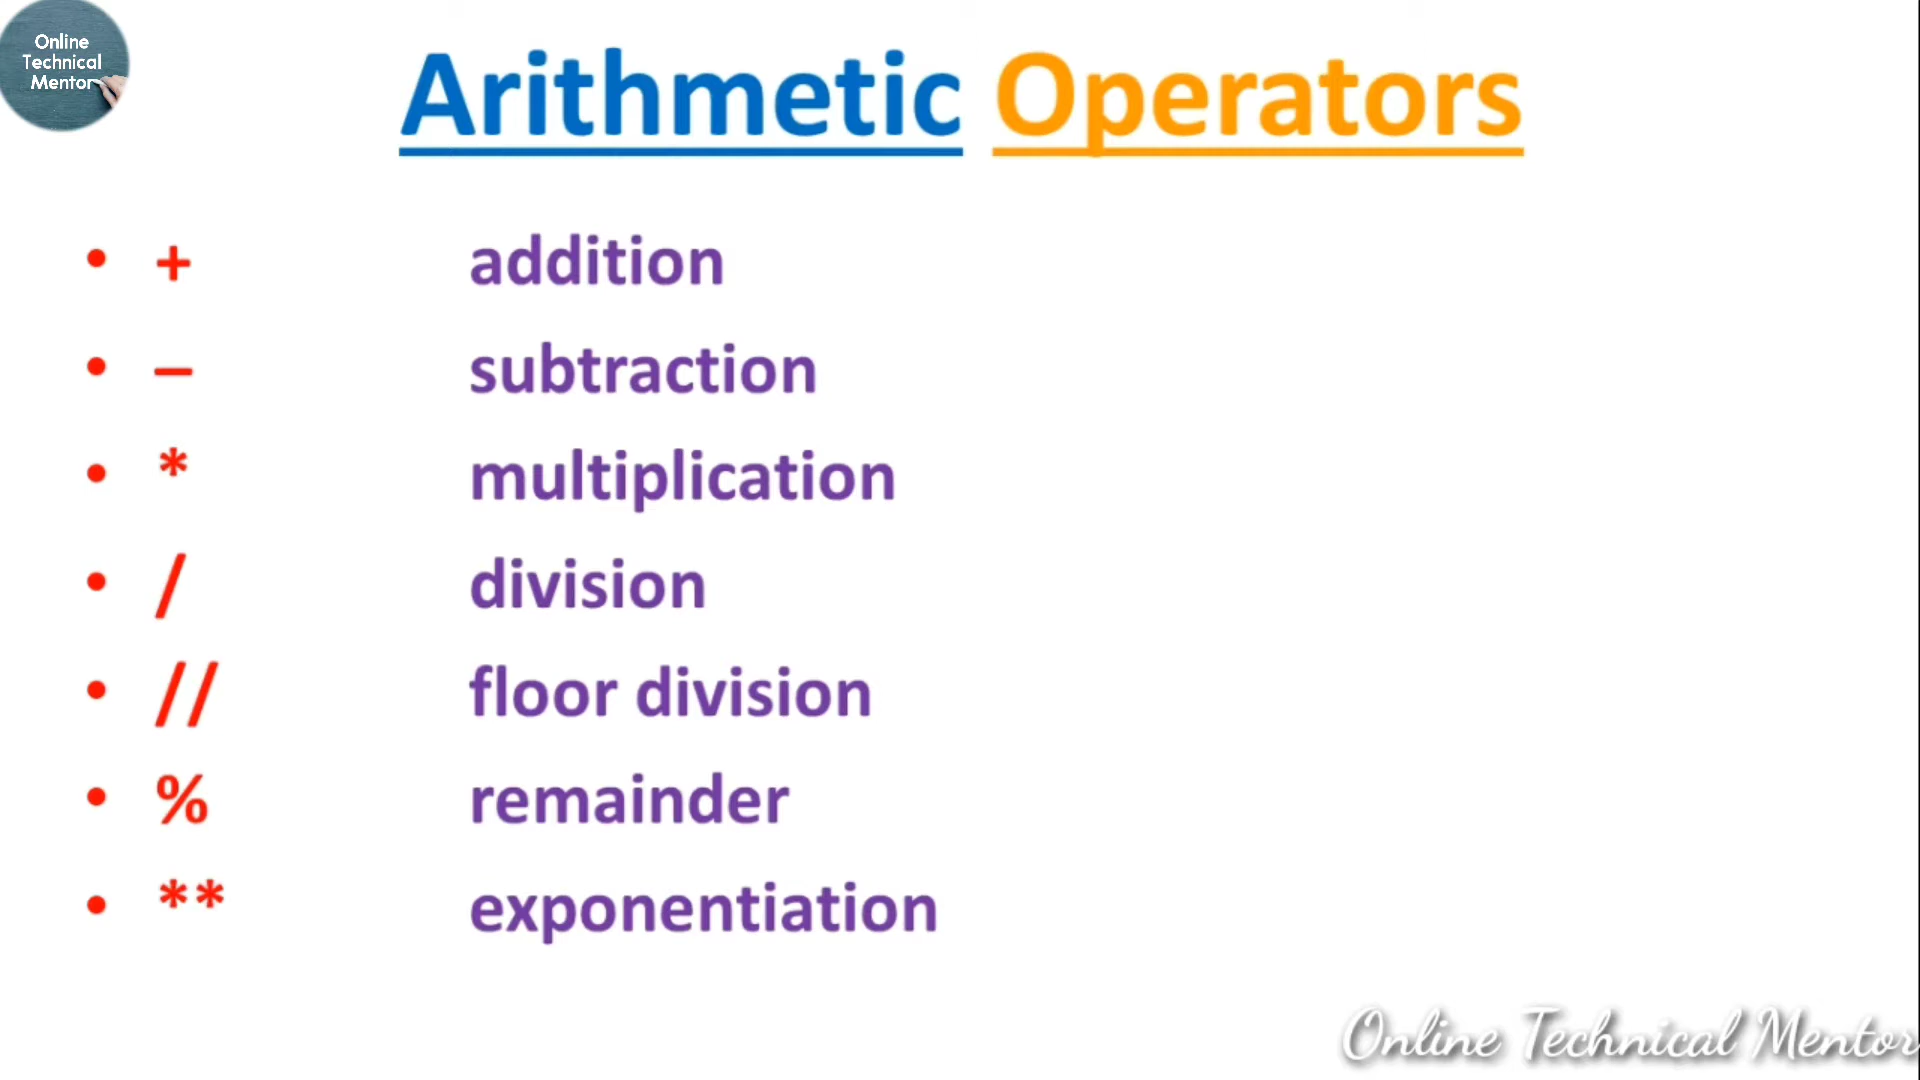 Online
Technical
Mentor
Arithmetic Operators
• + addition
• – subtraction
• * multiplication
• / division
• // floor division
• % remainder
• ** exponentiation
Online Technical Mentor